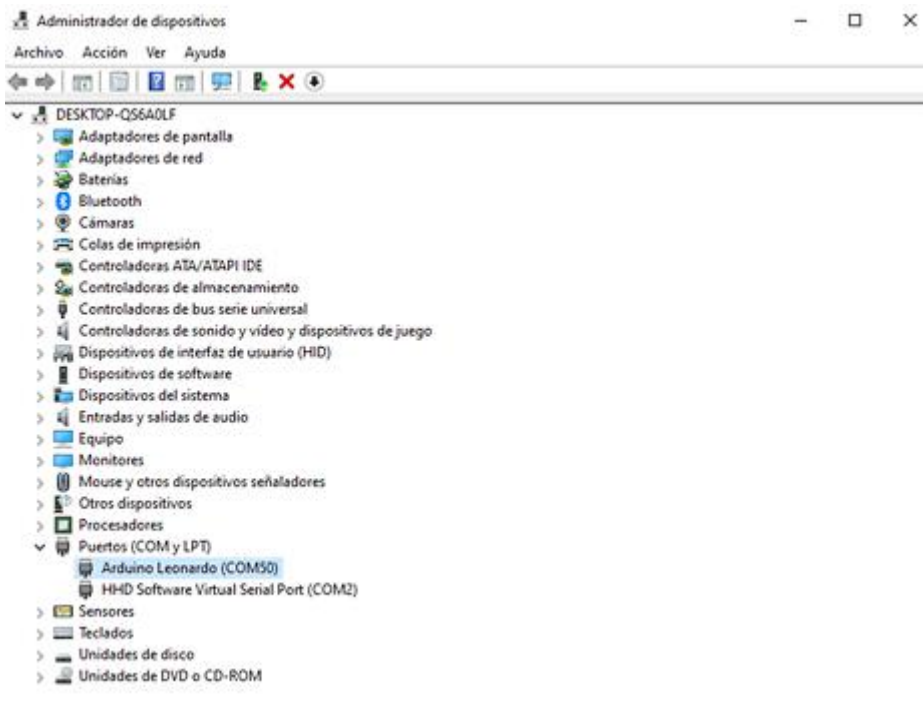 Administrador de dispositivos
Archivo Acción Ver Ayuda
DESKTOP-QS6A0LF
Adaptadores de pantalla
Adaptadores de red
Baterías
Bluetooth
Cámaras
Colas de impresión
Controladoras ATA/ATAPI IDE
Controladoras de almacenamiento
Controladoras de bus serie universal
Controladoras de sonido y vídeo y dispositivos de juego
Dispositivos de interfaz de usuario (HID)
Dispositivos de software
Dispositivos del sistema
Entradas y salidas de audio
Equipo
Monitores
Mouse y otros dispositivos señaladores
Otros dispositivos
Procesadores
Puertos (COM y LPT)
Arduino Leonardo (COM50)
HHD Software Virtual Serial Port (COM2)
Sensores
Teclados
Unidades de disco
Unidades de DVD o CD-ROM